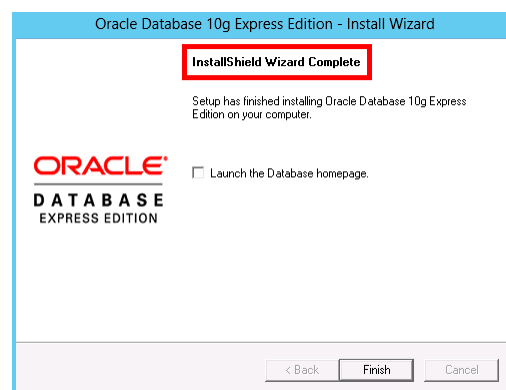 Oracle Database 10g Express Edition - Install Wizard
InstallShield Wizard Complete
Setup has finished installing Oracle Database 10g Express
Edition on your computer.
ORACLE
DATABASE
EXPRESS EDITION
Launch the Database homepage.
< Back
Finish
Cancel